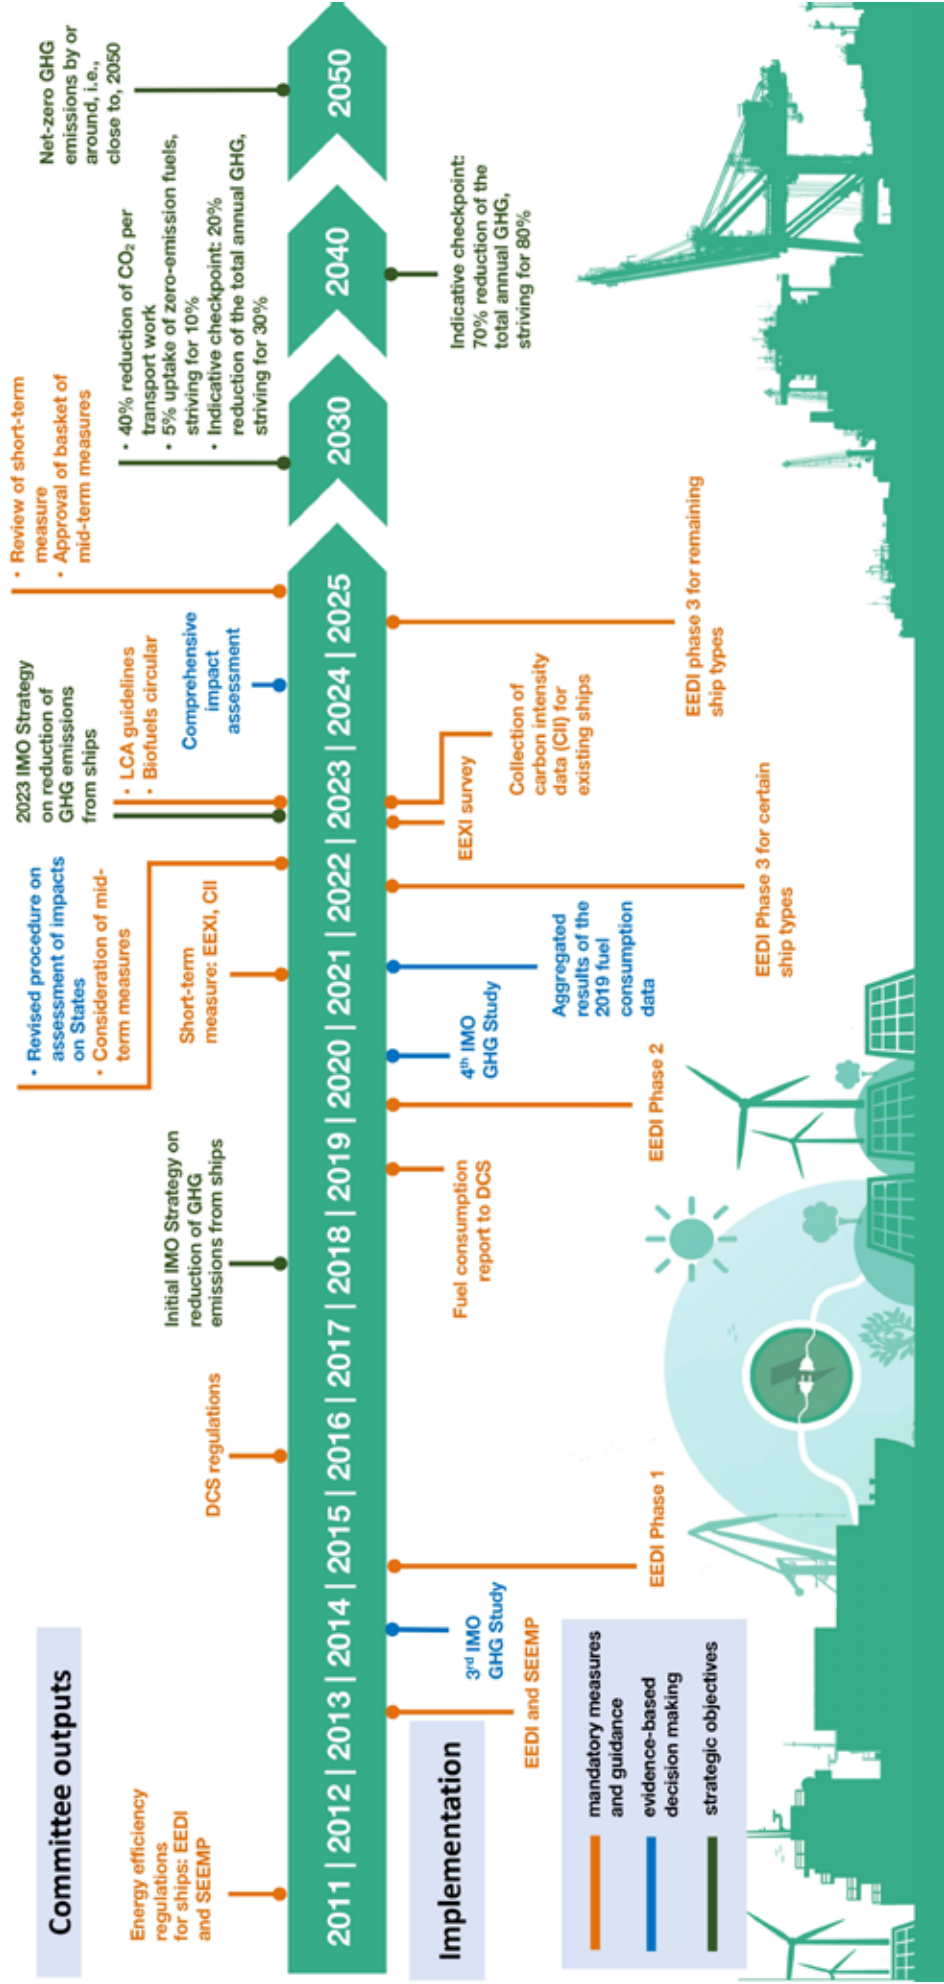 Committee outputs
Energy efficiency
regulations
for ships: EEDI
and SEEMP
DCS regulations
Initial IMO Strategy on
reduction of GHG
emissions from ships
• Revised procedure on
assessment of impacts
on States
• Consideration of mid-
term measures
Short-term
measure: EEXI, CII
2023 IMO Strategy
on reduction of
GHG emissions
from ships
• LCA guidelines
• Biofuels circular
Comprehensive
impact
assessment
• Review of short-term
measure
• Approval of basket of
mid-term measures
• 40% reduction of CO₂ per
transport work
• 5% uptake of zero-emission fuels,
striving for 10%
• Indicative checkpoint: 20%
reduction of the total annual GHG,
striving for 30%
Net-zero GHG
emissions by or
around, i.e.,
close to, 2050
2011 | 2012 | 2013 | 2014 | 2015 | 2016 | 2017 | 2018 | 2019 | 2020 | 2021 | 2022 | 2023 | 2024 | 2025 2030 2040 2050
Implementation
EEDI and SEEMP
3rd IMO
GHG Study
EEDI Phase 1
Fuel consumption
report to DCS
EEDI Phase 2
4th IMO
GHG Study
Aggregated
results of the
2019 fuel
consumption
data
EEDI Phase 3 for certain
ship types
EEXI survey
Collection of
carbon intensity
data (CII) for
existing ships
EEDI phase 3 for remaining
ship types
Indicative checkpoint:
70% reduction of the
total annual GHG,
striving for 80%
mandatory measures
and guidance
evidence-based
decision making
strategic objectives